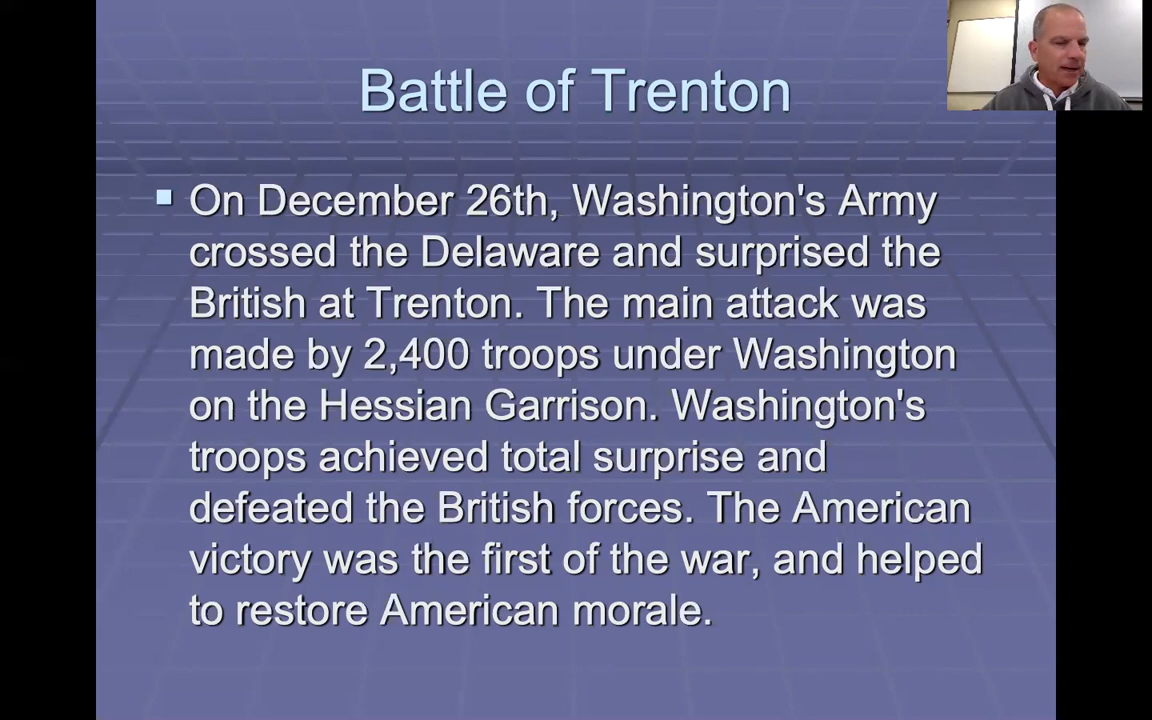 Battle of Trenton
On December 26th, Washington's Army
crossed the Delaware and surprised the
British at Trenton. The main attack was
made by 2,400 troops under Washington
on the Hessian Garrison. Washington's
troops achieved total surprise and
defeated the British forces. The American
victory was the first of the war, and helped
to restore American morale.